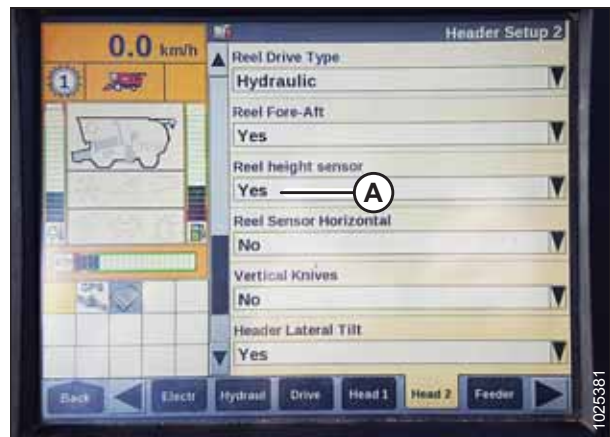 0.0 km/h
Header Setup 2
1
Reel Drive Type
Hydraulic
Reel Fore-Aft
Yes
Reel height sensor
Yes
A
Reel Sensor Horizontal
No
Vertical Knives
No
Header Lateral Tilt
Yes
Back
Electr
Hydraul
Drive
Head 1
Head 2
Feeder
1025381